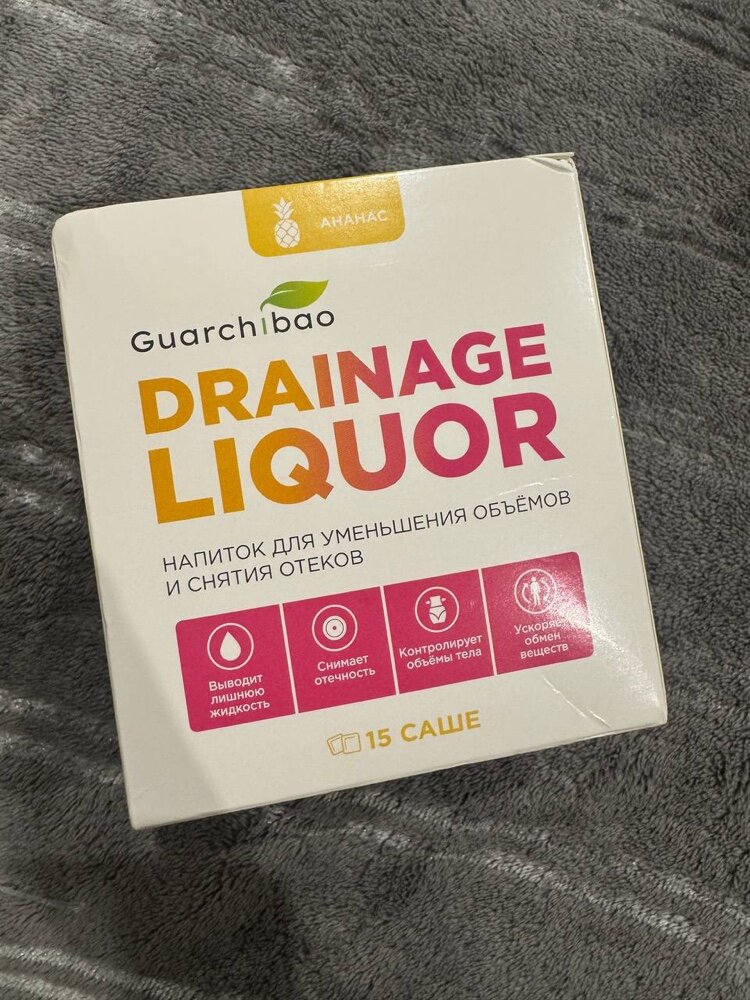 АНАНАС
Guarchibao
DRAINAGE
LIQUOR
НАПИТОК ДЛЯ УМЕНЬШЕНИЯ ОБЪЁМОВ
И СНЯТИЯ ОТЕКОВ
Выводит
лишнюю
жидкость
Снимает
отечность
Контролирует
объёмы тела
Ускоряет
обмен
веществ
15 САШЕ